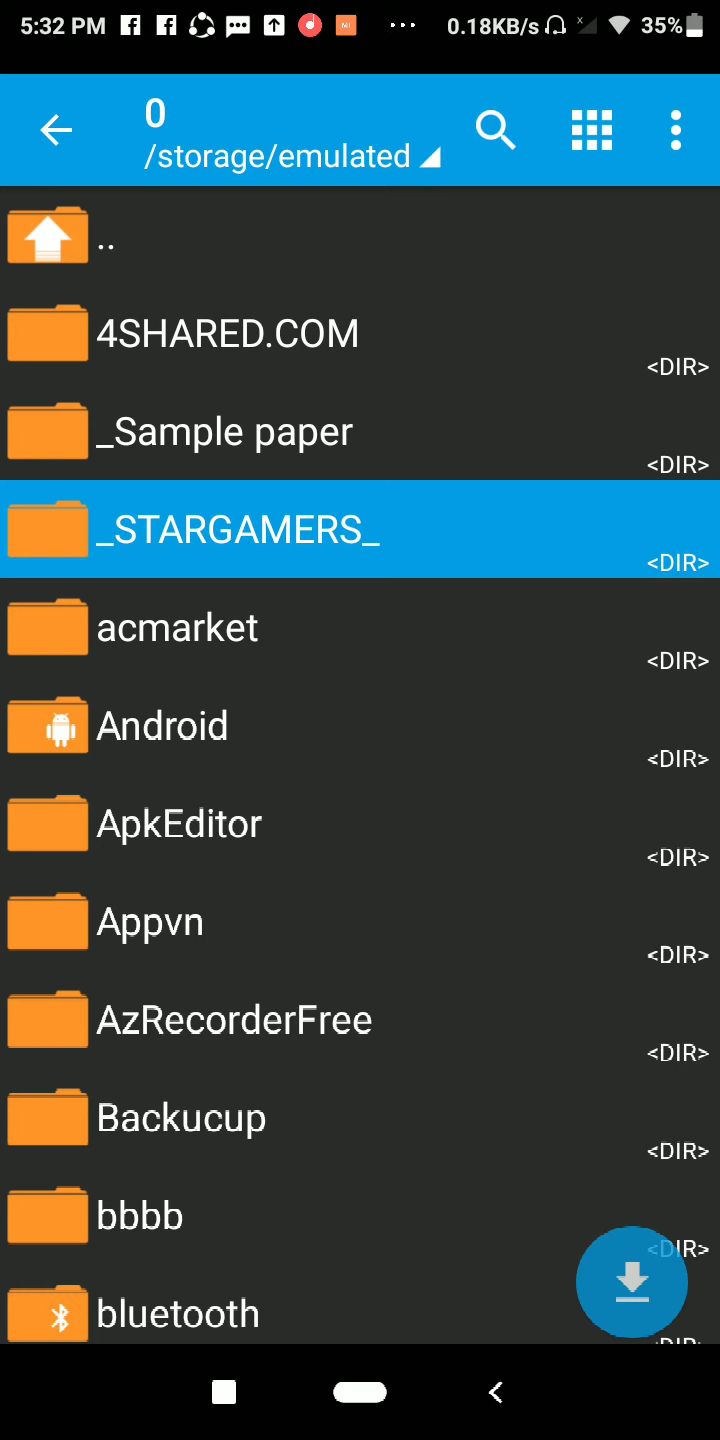 5:32 PM 0.18KB/s 35%
0
/storage/emulated
..
4SHARED.COM
<DIR>
_Sample paper
<DIR>
_STARGAMERS_
<DIR>
acmarket
<DIR>
Android
<DIR>
ApkEditor
<DIR>
Appvn
<DIR>
AzRecorderFree
<DIR>
Backucup
<DIR>
bbbb
<DIR>
bluetooth
<DIR>